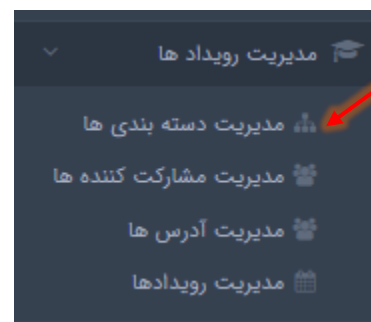 مدیریت رویداد ها
مدیریت دسته بندی ها
مدیریت مشارکت کننده ها
مدیریت آدرس ها
مدیریت رویدادها